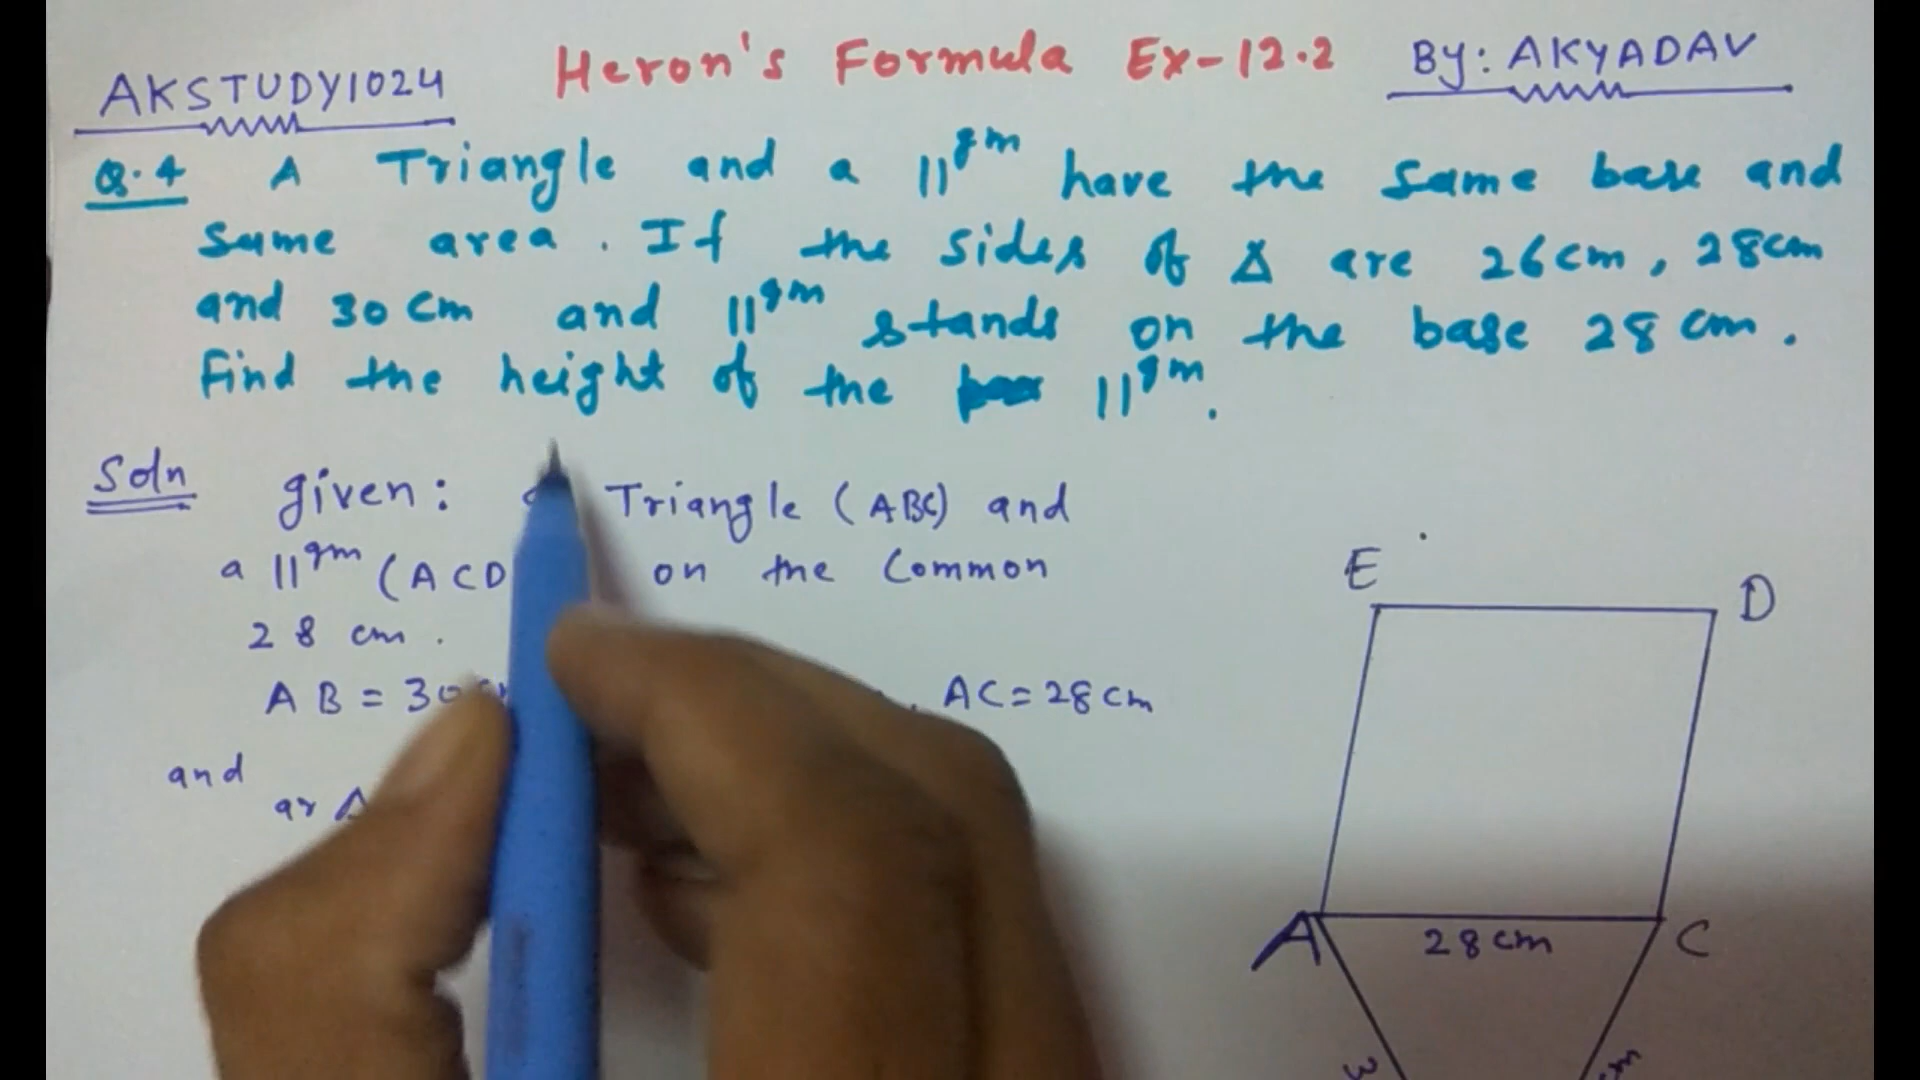 AKSTUDY1024 Heron's Formula Ex-12.2 By: AKYADAV
Q.4 A Triangle and a 11gm have the same base and
same area. If the sides of Δ are 26cm, 28cm
and 30 cm and 11gm stands on the base 28 cm.
Find the height of the 11gm.
Soln given: Triangle (ABC) and
a 11gm (ACD on the Common
28 cm.
AB = 30 AC = 28 cm
and
ar Δ
E
D
A 28 cm C